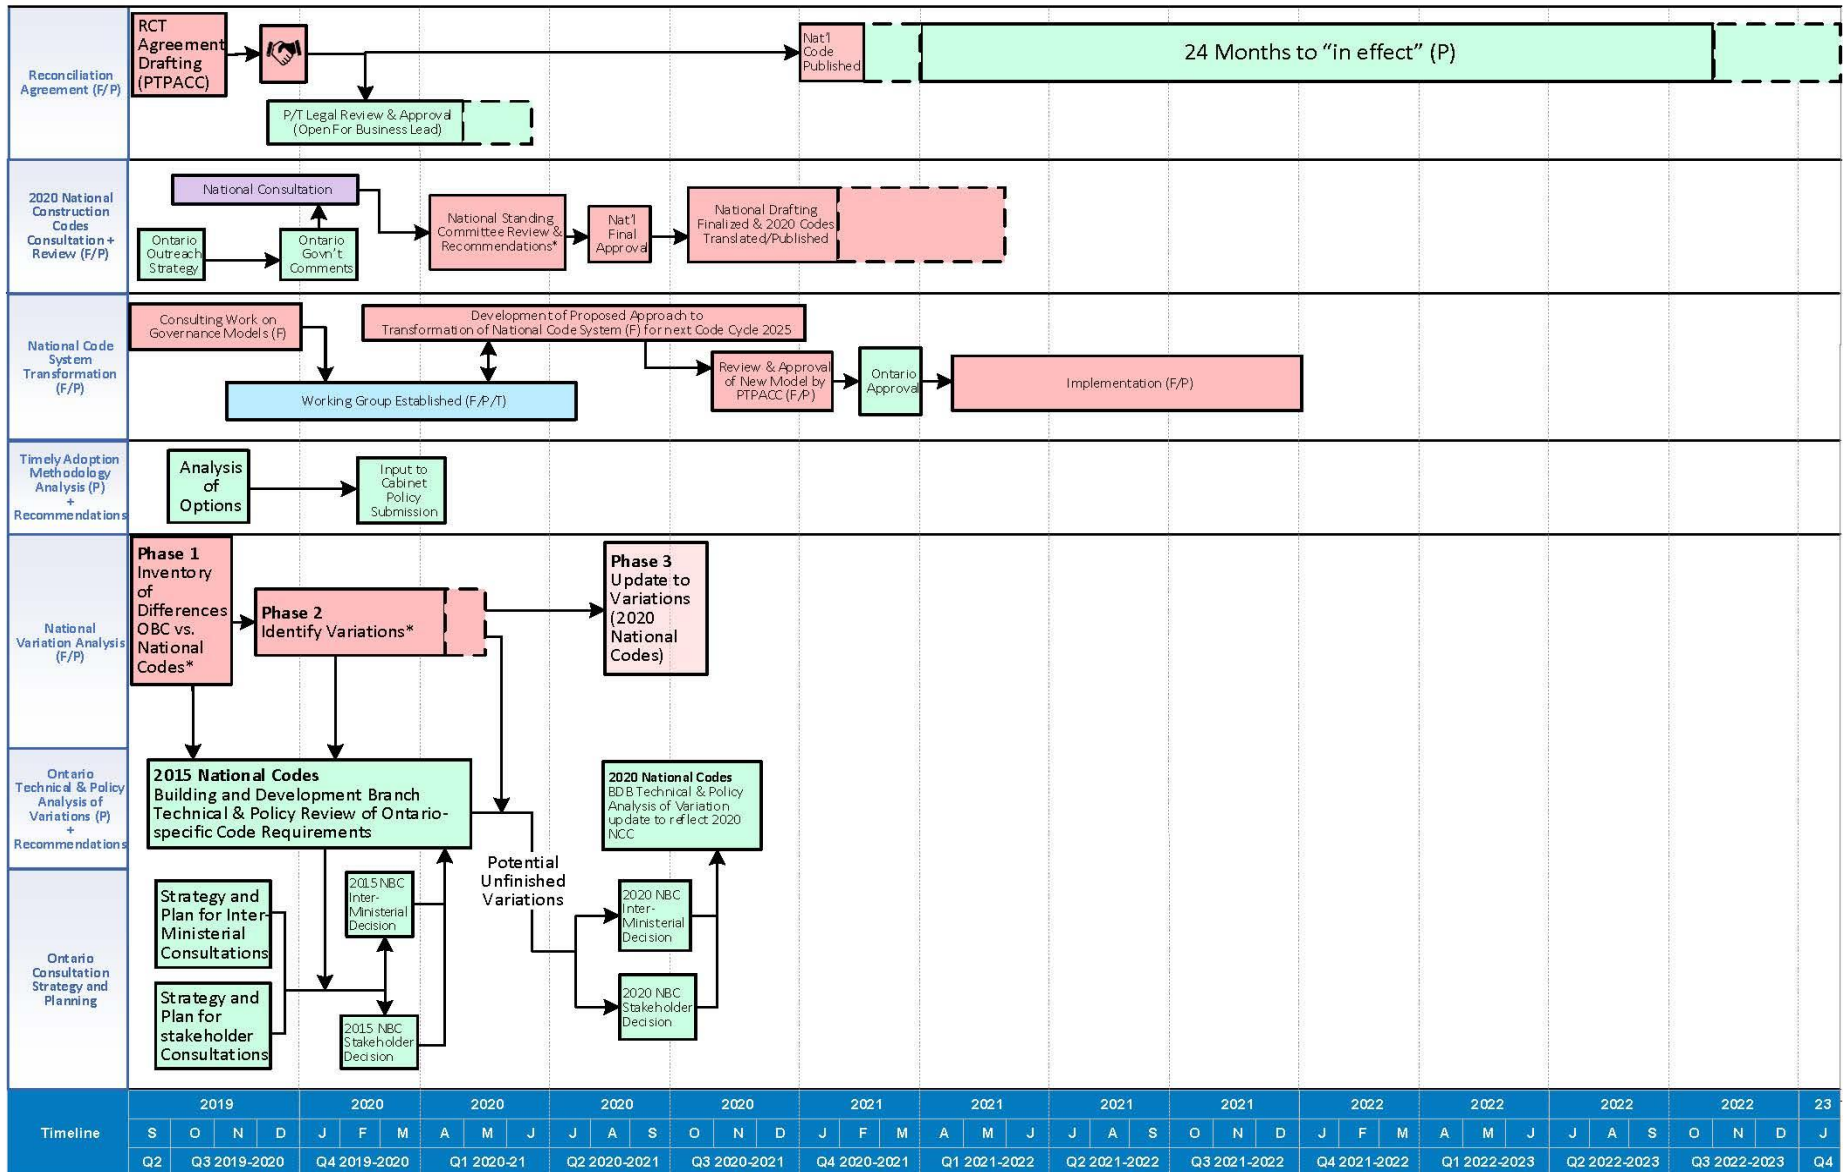 Reconciliation
Agreement (F/P)
RCT
Agreement
Drafting
(PTPACC)
P/T Legal Review & Approval
(Open For Business Lead)
Nat'l
Code
Published
24 Months to “in effect” (P)
2020 National
Construction
Codes
Consultation +
Review (F/P)
National Consultation
Ontario
Outreach
Strategy
Ontario
Govn't
Comments
National Standing
Committee Review &
Recommendations*
Nat'l
Final
Approval
National Drafting
Finalized & 2020 Codes
Translated/Published
National Code
System
Transformation
(F/P)
Consulting Work on
Governance Models (F)
Development of Proposed Approach to
Transformation of National Code System (F) for next Code Cycle 2025
Working Group Established (F/P/T)
Review & Approval
of New Model by
PTPACC (F/P)
Ontario
Approval
Implementation (F/P)
Timely Adoption
Methodology
Analysis (P)
+
Recommendations
Analysis
of
Options
Input to
Cabinet
Policy
Submission
National
Variation Analysis
(F/P)
Phase 1
Inventory
of
Differences
OBC vs.
National
Codes*
Phase 2
Identify Variations*
Phase 3
Update to
Variations
(2020
National
Codes)
Ontario
Technical & Policy
Analysis of
Variations (P)
+
Recommendations
2015 National Codes
Building and Development Branch
Technical & Policy Review of Ontario-
specific Code Requirements
2020 National Codes
BDB Technical & Policy
Analysis of Variation
update to reflect 2020
NCC
Potential
Unfinished
Variations
Ontario
Consultation
Strategy and
Planning
Strategy and
Plan for Inter-
Ministerial
Consultations
Strategy and
Plan for
stakeholder
Consultations
2015 NBC
Inter-
Ministerial
Decision
2015 NBC
Stakeholder
Decision
2020 NBC
Inter-
Ministerial
Decision
2020 NBC
Stakeholder
Decision
Timeline
2019 2020 2020 2020 2020 2021 2021 2021 2021 2022 2022 2022 2022 23
S O N D J F M A M J J A S O N D J F M A M J J A S O N D J F M A M J J A S O N D J
Q2 Q3 2019-2020 Q4 2019-2020 Q1 2020-21 Q2 2020-2021 Q3 2020-2021 Q4 2020-2021 Q1 2021-2022 Q2 2021-2022 Q3 2021-2022 Q4 2021-2022 Q1 2022-2023 Q2 2022-2023 Q3 2022-2023 Q4